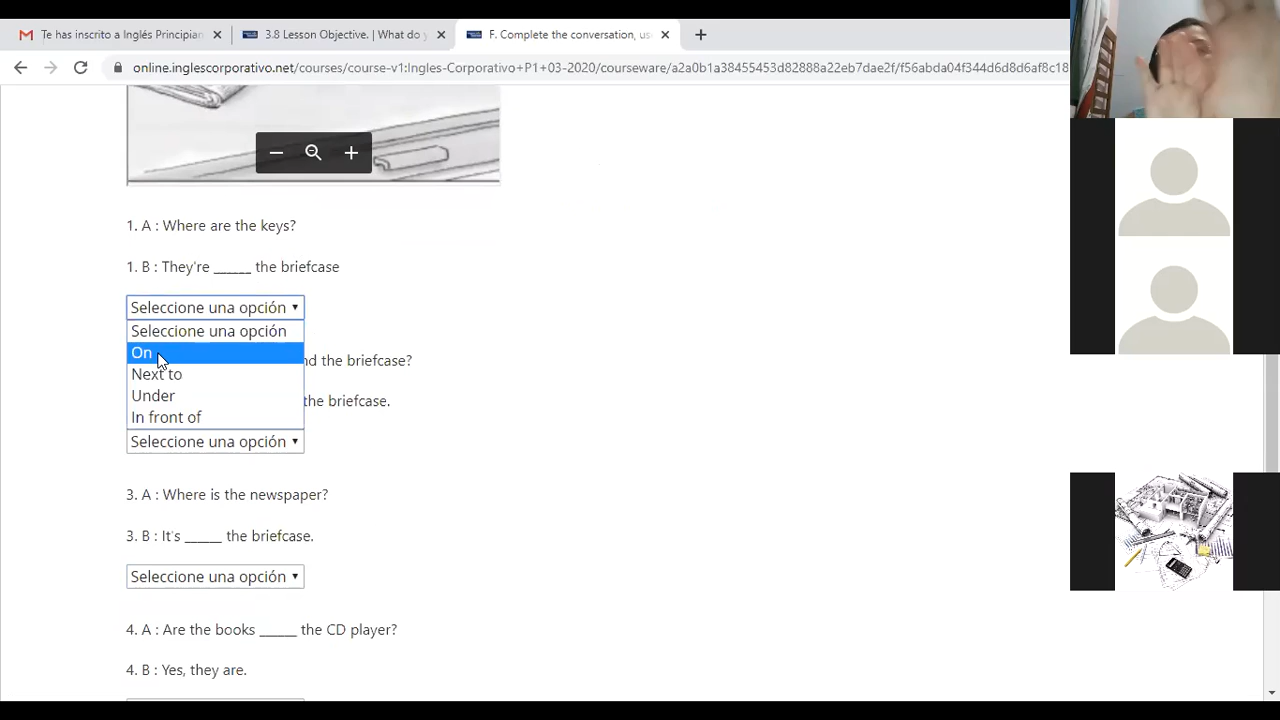 Te has inscrito a Inglés Principian
3.8 Lesson Objective. | What do y
F. Complete the conversation, us
online.inglescorporativo.net/courses/course-v1:Ingles-Corporativo+P1+03-2020/courseware/a2a0b1a38455453d82888a22eb7dae2f/f56abda04f344d6d8d6af8c18
1. A : Where are the keys?
1. B : They're ______ the briefcase
Seleccione una opción
Seleccione una opción
On
nd the briefcase?
Next to
Under
the briefcase.
In front of
Seleccione una opción
3. A : Where is the newspaper?
3. B : It's ______ the briefcase.
Seleccione una opción
4. A : Are the books ______ the CD player?
4. B : Yes, they are.